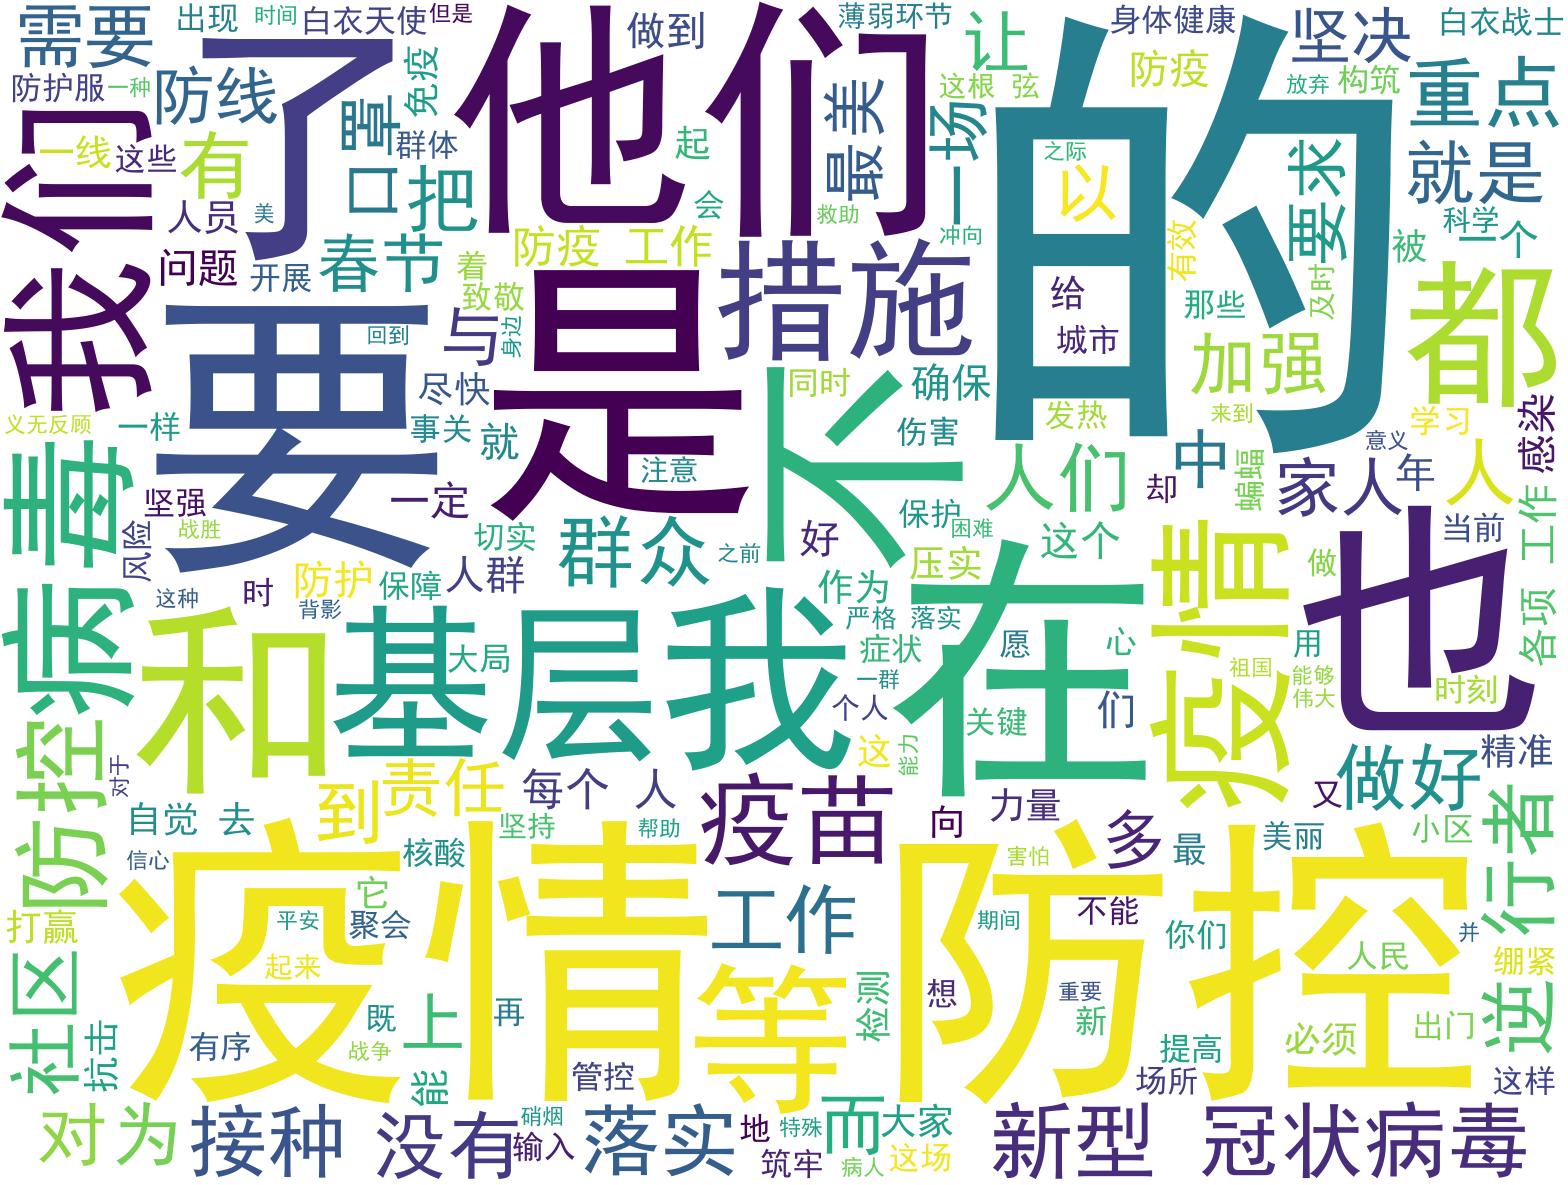 需要
出现
时间
白衣天使
但是
了
他们
做到
薄弱环节
让
的
身体健康
坚决
白衣战士
防护服
一种
防线
免疫
口罩
最美
这根 弦
一场
防疫
放弃
构筑
重点
我们
一线
这些
有
群体
把
起
会
救助
冲向
之际
以
要求
就是
人员
美
问题
开展
春节
防疫 工作
着
致敬
措施
有效
给
城市
那些
及时
被
科学
一个
要
回到
与
身边
是
加强
都
尽快
不
同时
确保
发热
来到
学习
感染
义无反顾
一样
事关
就
注意
伤害
人们
中
却
蝙蝠
家人
意义
年
人
病毒
坚强
战胜
风险
一定
切实
群众
之前
好
保护
困难
压实
这个
疫情
也
当前
各项 工作
这种
时
防护
背影
保障
人群
作为
严格 落实
在
做
和
基层
大局
我
症状
一群
个人
愿
心
关键
们
用
祖国
能够
伟大
时刻
防控
对于
到
责任
每个 人
疫苗
这
能力
向
力量
多
又
做好
精准
自觉 去
信心
核酸
坚持
帮助
害怕
最
美丽
小区
逆行者
疫情 防控
打赢
平安
它
聚会
起来
工作
等
检测
想
期间
不能
重要
新
你们
人民
并
绷紧
社区
抗击
有序
既
战争
上
能
再
管控
提高
场所
必须
出门
这样
对为
接种
没有
硝烟
输入
落实
地
筑牢
特殊
而
病人
大家
这场
新型 冠状病毒